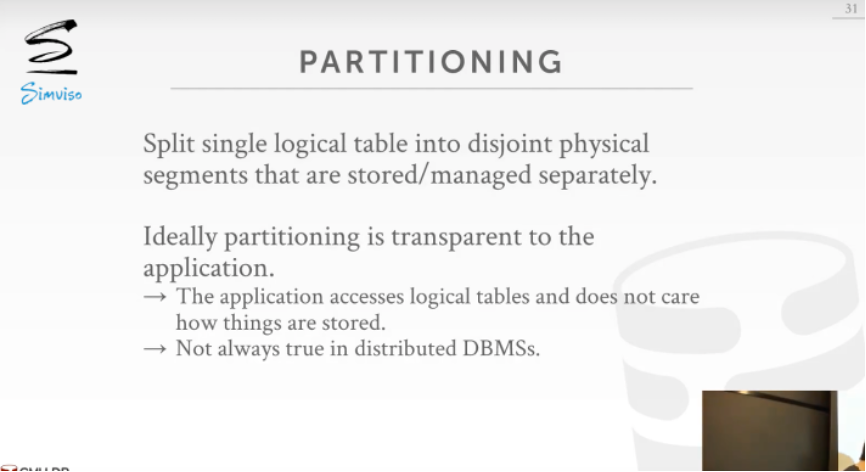 31
Simviso
PARTITIONING
Split single logical table into disjoint physical
segments that are stored/managed separately.
Ideally partitioning is transparent to the
application.
→ The application accesses logical tables and does not care
how things are stored.
→ Not always true in distributed DBMSs.
CMU·DB